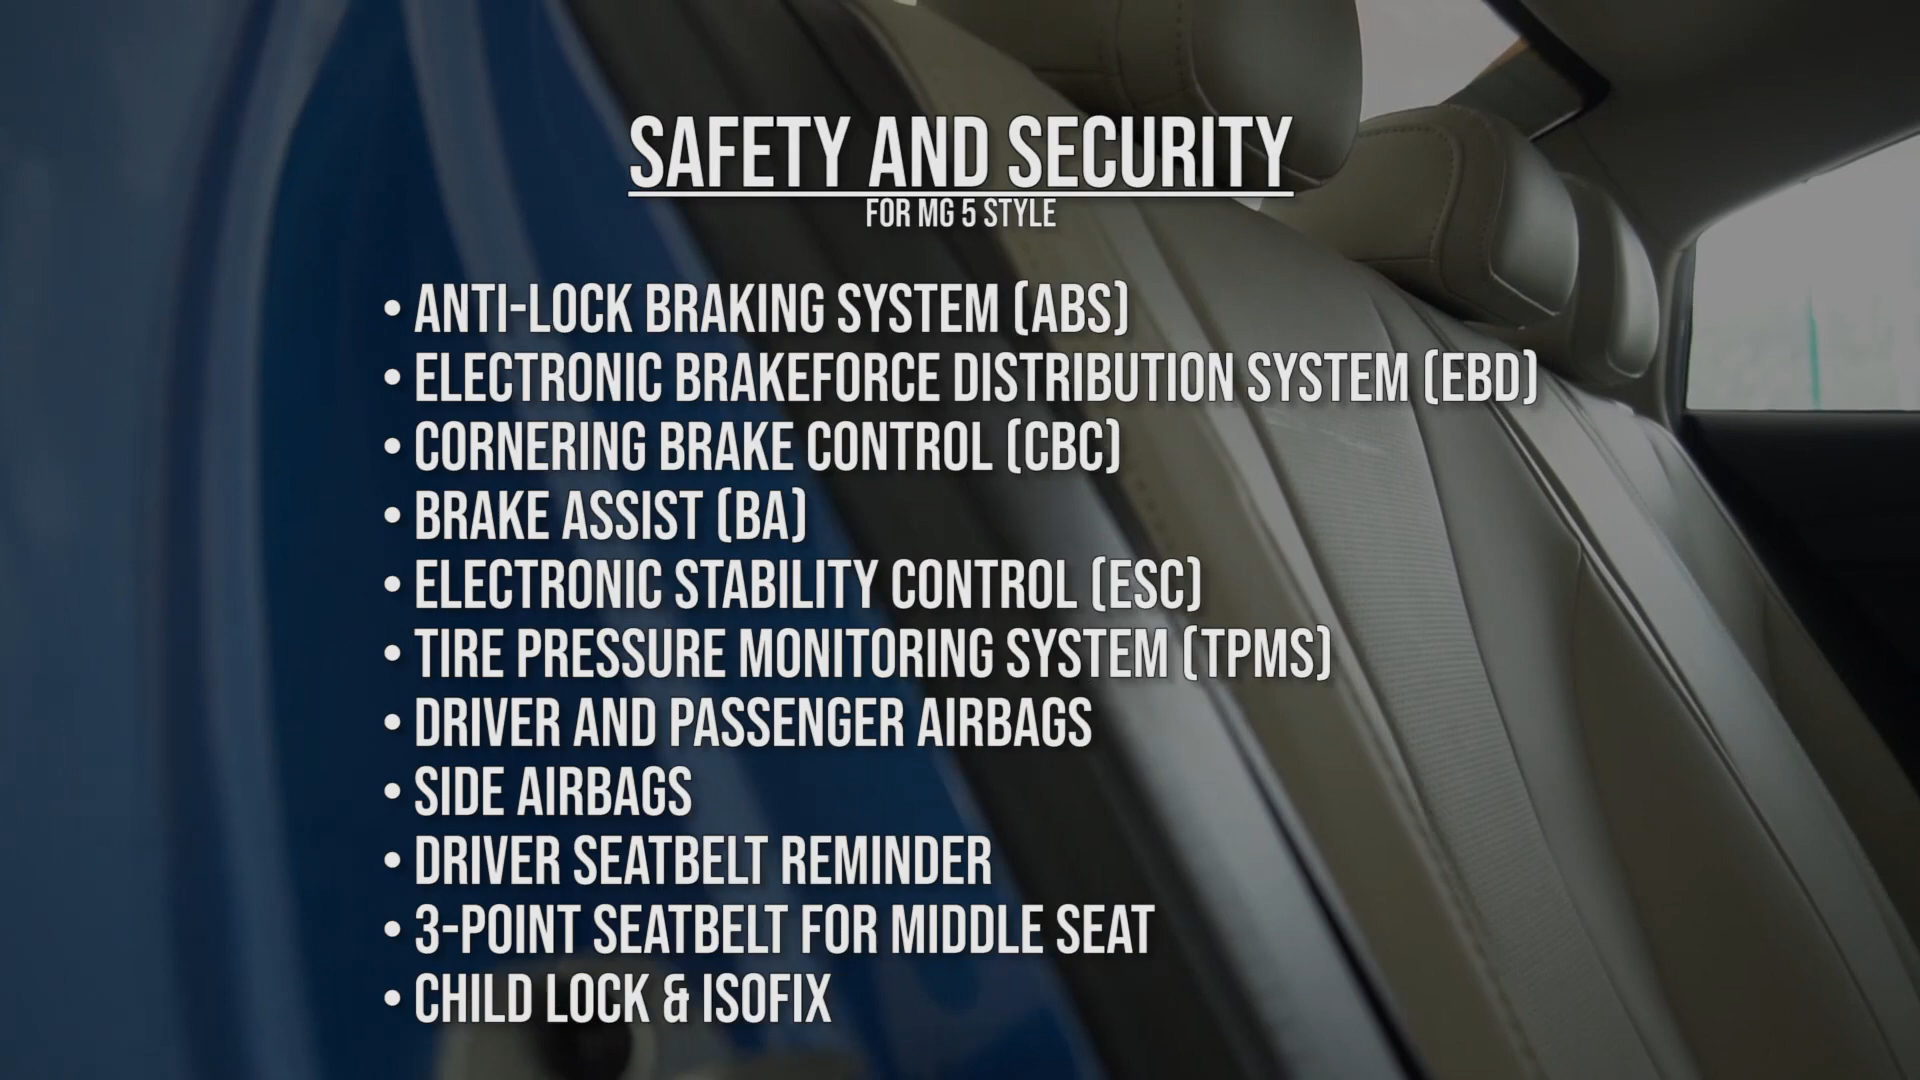 SAFETY AND SECURITY
FOR MG 5 STYLE
• ANTI-LOCK BRAKING SYSTEM (ABS)
• ELECTRONIC BRAKEFORCE DISTRIBUTION SYSTEM (EBD)
• CORNERING BRAKE CONTROL (CBC)
• BRAKE ASSIST (BA)
• ELECTRONIC STABILITY CONTROL (ESC)
• TIRE PRESSURE MONITORING SYSTEM (TPMS)
• DRIVER AND PASSENGER AIRBAGS
• SIDE AIRBAGS
• DRIVER SEATBELT REMINDER
• 3-POINT SEATBELT FOR MIDDLE SEAT
• CHILD LOCK & ISOFIX